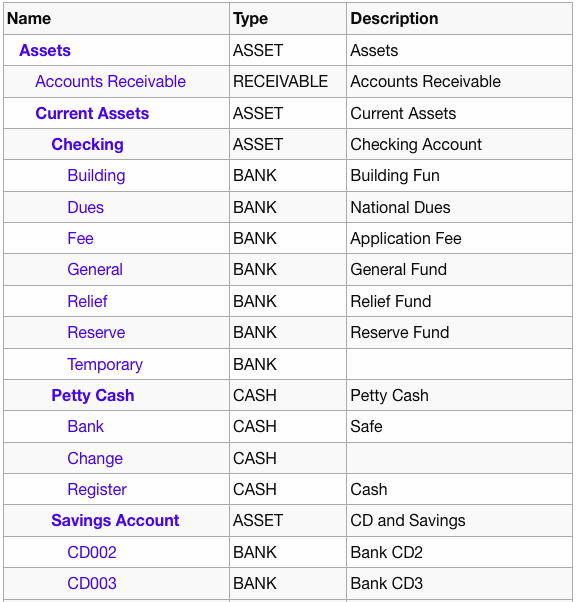 Name Type Description
Assets ASSET Assets
Accounts Receivable RECEIVABLE Accounts Receivable
Current Assets ASSET Current Assets
Checking ASSET Checking Account
Building BANK Building Fun
Dues BANK National Dues
Fee BANK Application Fee
General BANK General Fund
Relief BANK Relief Fund
Reserve BANK Reserve Fund
Temporary BANK
Petty Cash CASH Petty Cash
Bank CASH Safe
Change CASH
Register CASH Cash
Savings Account ASSET CD and Savings
CD002 BANK Bank CD2
CD003 BANK Bank CD3